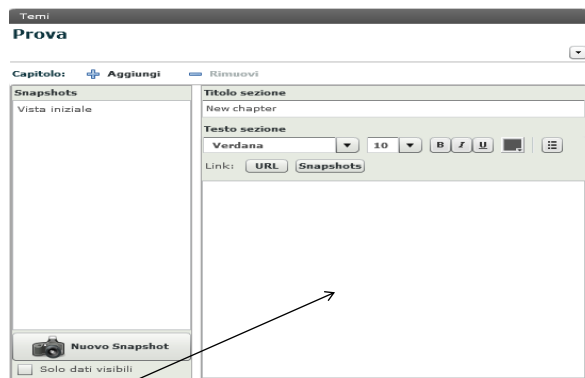 Temi
Prova
Capitolo: Aggiungi Rimuovi
Snapshots
Vista iniziale
Titolo sezione
New chapter
Testo sezione
Verdana 10 B I U
Link: URL Snapshots
Nuovo Snapshot
Solo dati visibili